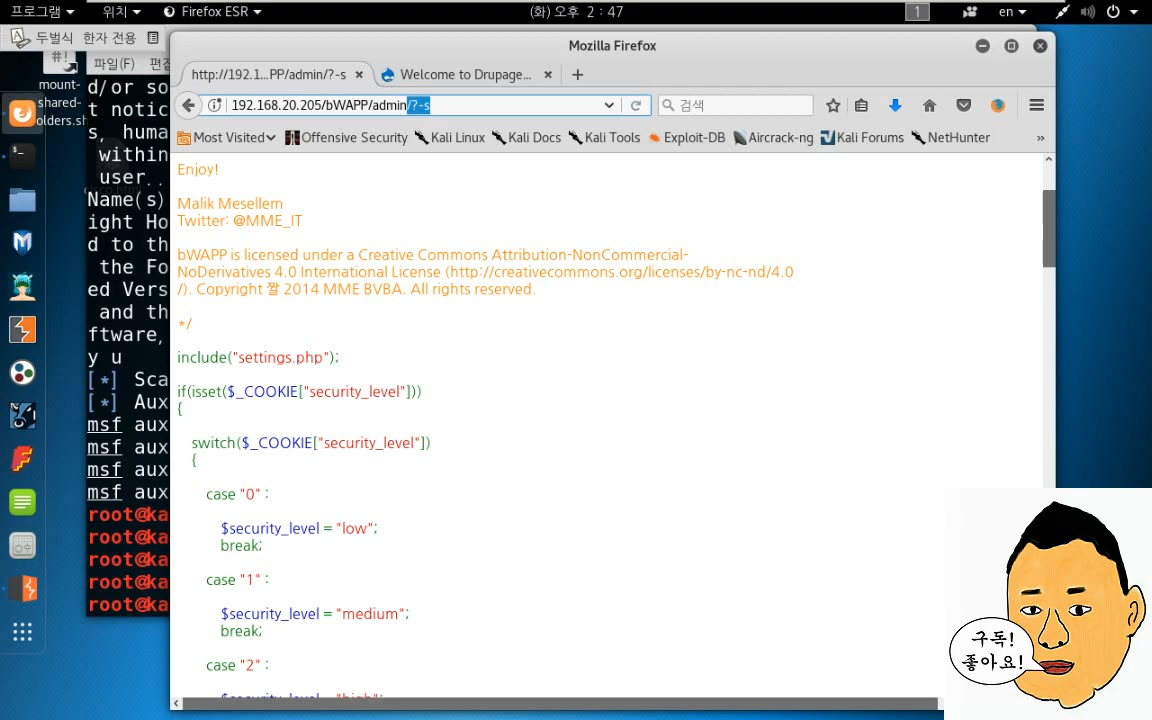 프로그램 ▾ 위치 ▾ Firefox ESR ▾ (화) 오후 2 : 47 1 en ▾
두벌식 한자 전용
#!
mount-
shared-
olders.sh
파일(F) 편집
d/or so
t notic
s, huma
within
user
Name(s)
ight Ho
d to th
the Fo
ed Vers
and th
ftware,
y u
[*] Sca
[*] Aux
msf aux
msf aux
msf aux
msf aux
root@ka
root@ka
root@ka
root@ka
root@ka
Mozilla Firefox
http://192.1...PP/admin/?-s × Welcome to Drupage... × +
192.168.20.205/bWAPP/admin/?-s 검색
Most Visited Offensive Security Kali Linux Kali Docs Kali Tools Exploit-DB Aircrack-ng Kali Forums NetHunter »
Enjoy!
Malik Mesellem
Twitter: @MME_IT
bWAPP is licensed under a Creative Commons Attribution-NonCommercial-
NoDerivatives 4.0 International License (http://creativecommons.org/licenses/by-nc-nd/4.0
/). Copyright 짤 2014 MME BVBA. All rights reserved.
*/
include("settings.php");
if(isset($_COOKIE["security_level"]))
{
switch($_COOKIE["security_level"])
{
case "0" :
$security_level = "low";
break;
case "1" :
$security_level = "medium";
break;
case "2" :
$security_level = "high";
구독!
좋아요!